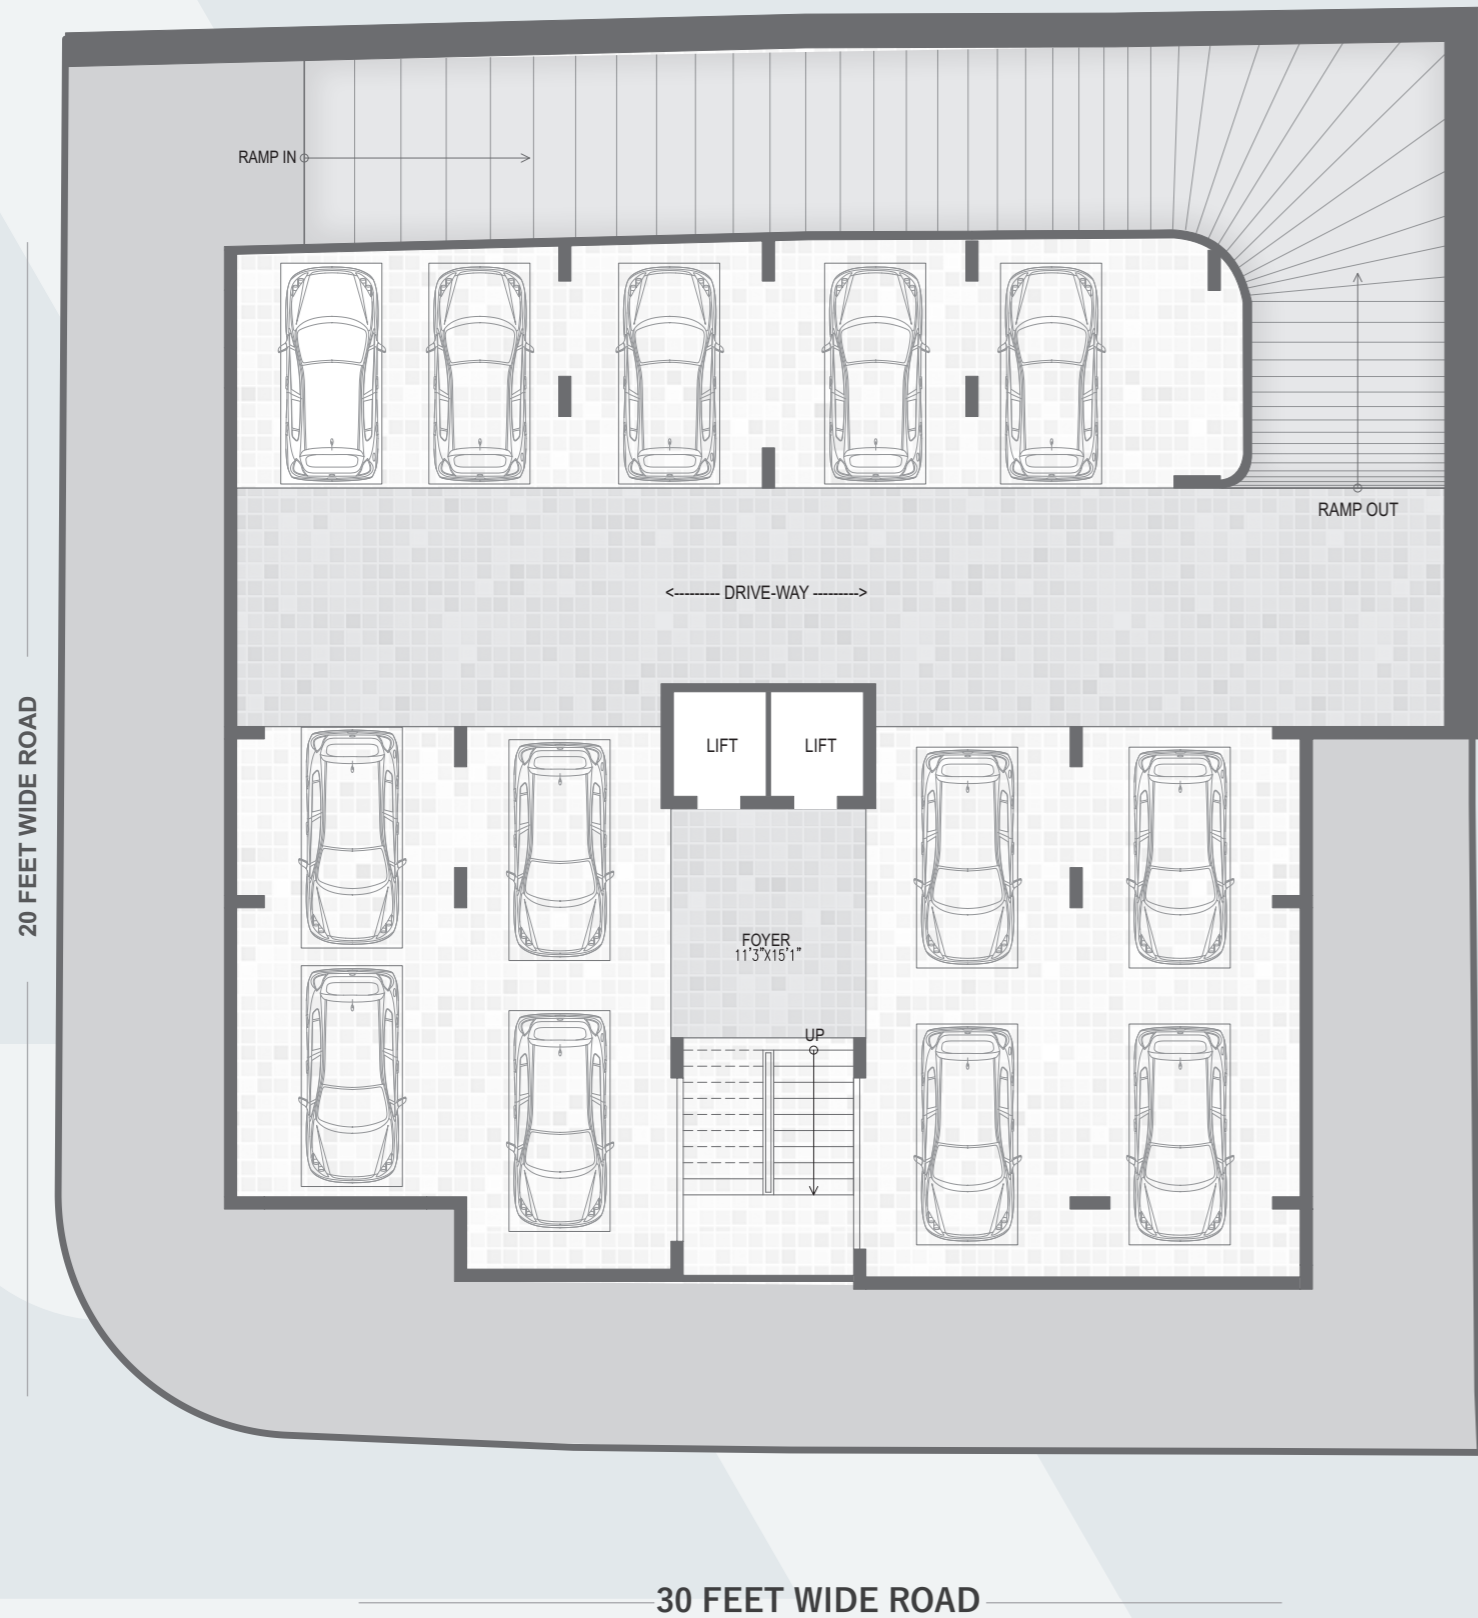 RAMP IN
RAMP OUT
<--------- DRIVE-WAY --------->
LIFT
LIFT
20 FEET WIDE ROAD
FOYER
11'3"X15'1"
UP
30 FEET WIDE ROAD